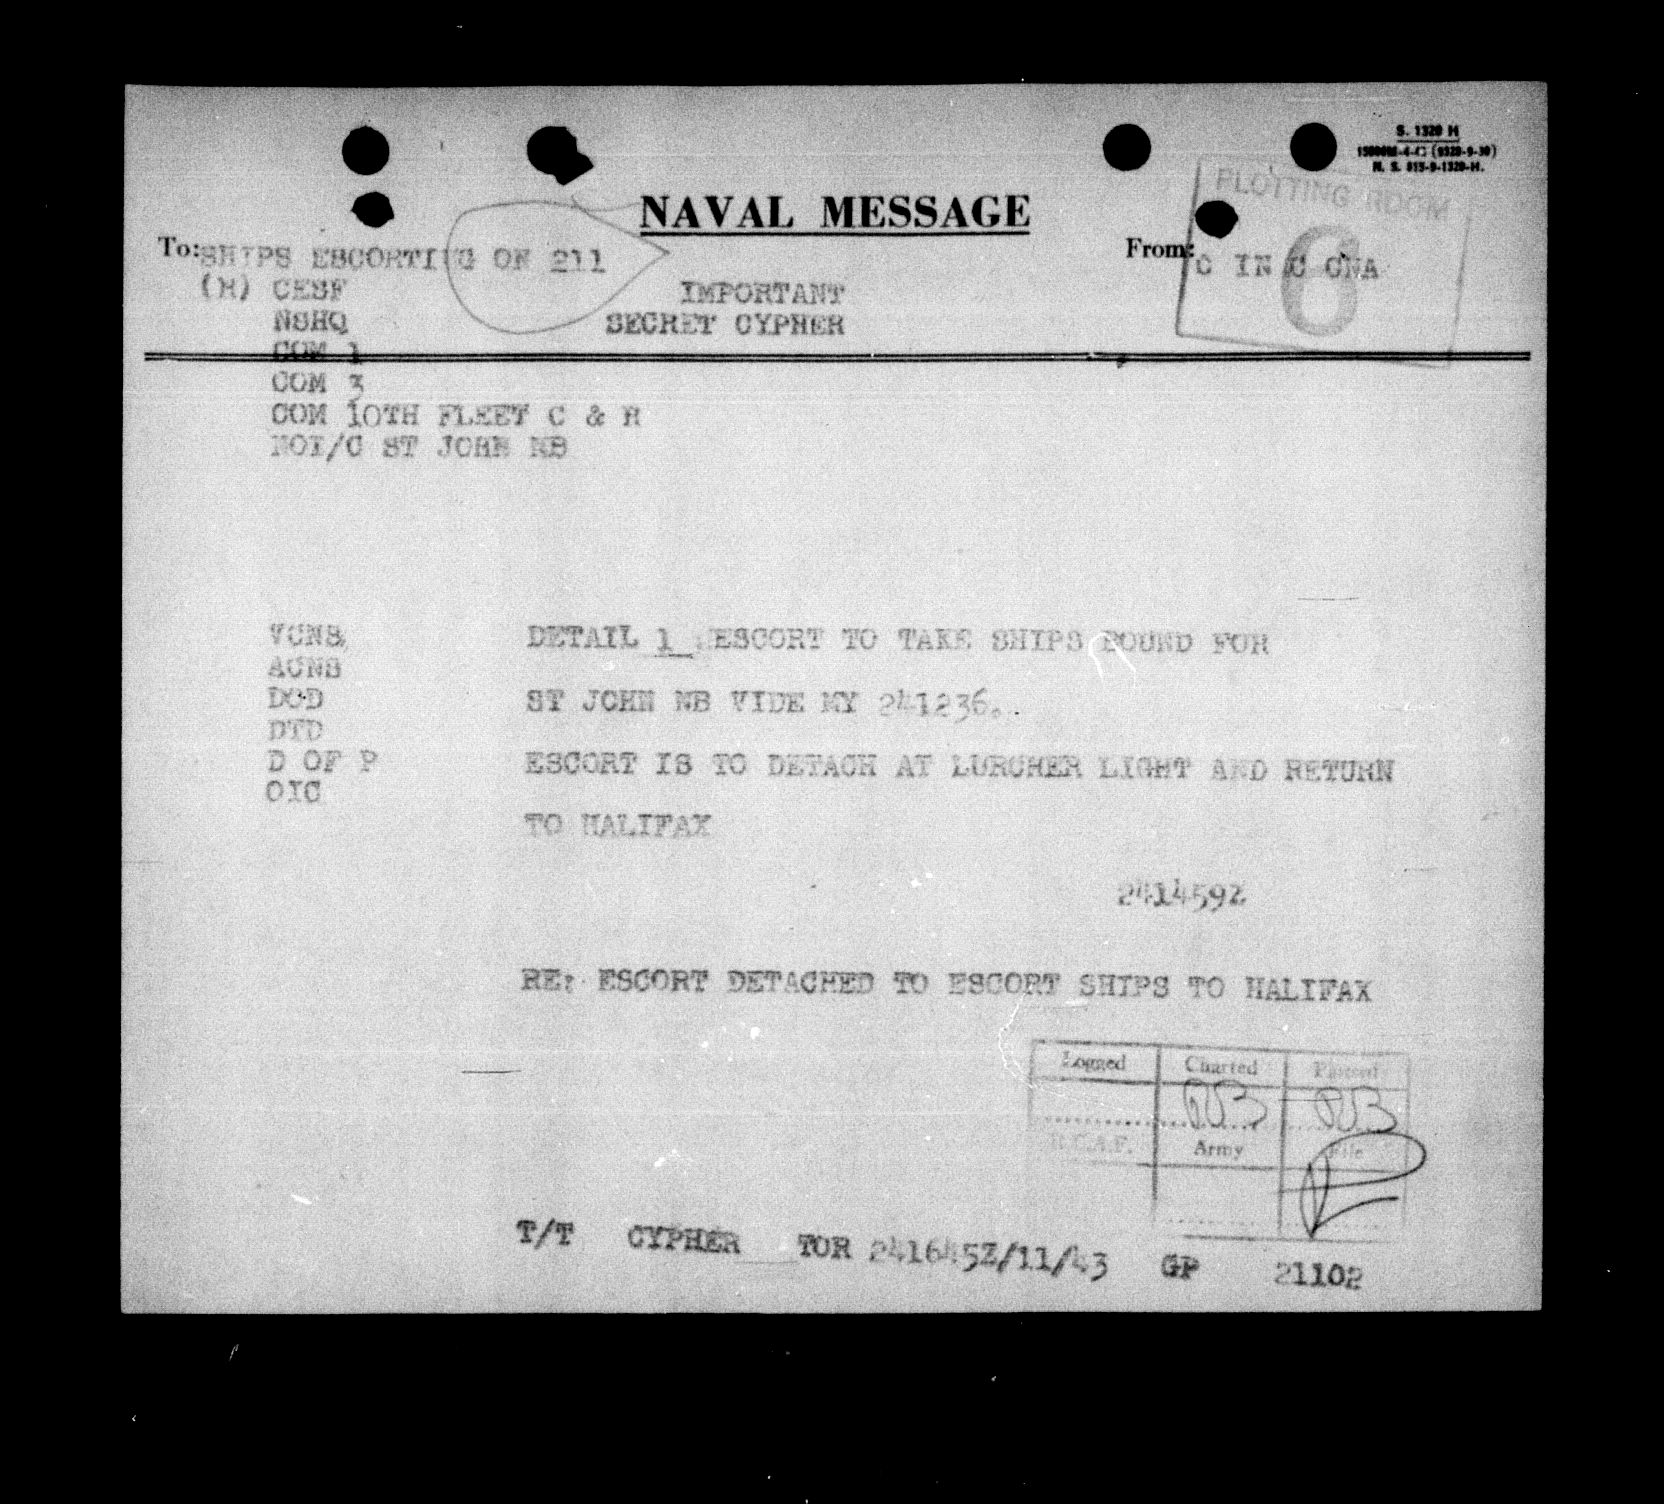 S. 1320 H
N. S. 815-9-1320-H.
PLOTTING ROOM
6
NAVAL MESSAGE
To: SHIPS ESCORTING ON 211
From: C IN C CNA
(R) CESF
IMPORTANT
NSHQ
SECRET CYPHER
COM 1
COM 3
COM 10TH FLEET C & R
NOI/C ST JOHN NB
VCNS
DETAIL 1 ESCORT TO TAKE SHIPS BOUND FOR
ACNS
DOD
ST JOHN NB VIDE MY 241236.
DTD
D OF P
ESCORT IS TO DETACH AT LURCHER LIGHT AND RETURN
OIC
TO HALIFAX
241459Z
RE: ESCORT DETACHED TO ESCORT SHIPS TO HALIFAX
Logged Charted Passed
R.C.A.F. Army File
T/T CYPHER TOR 241645Z/11/43 GP 21102